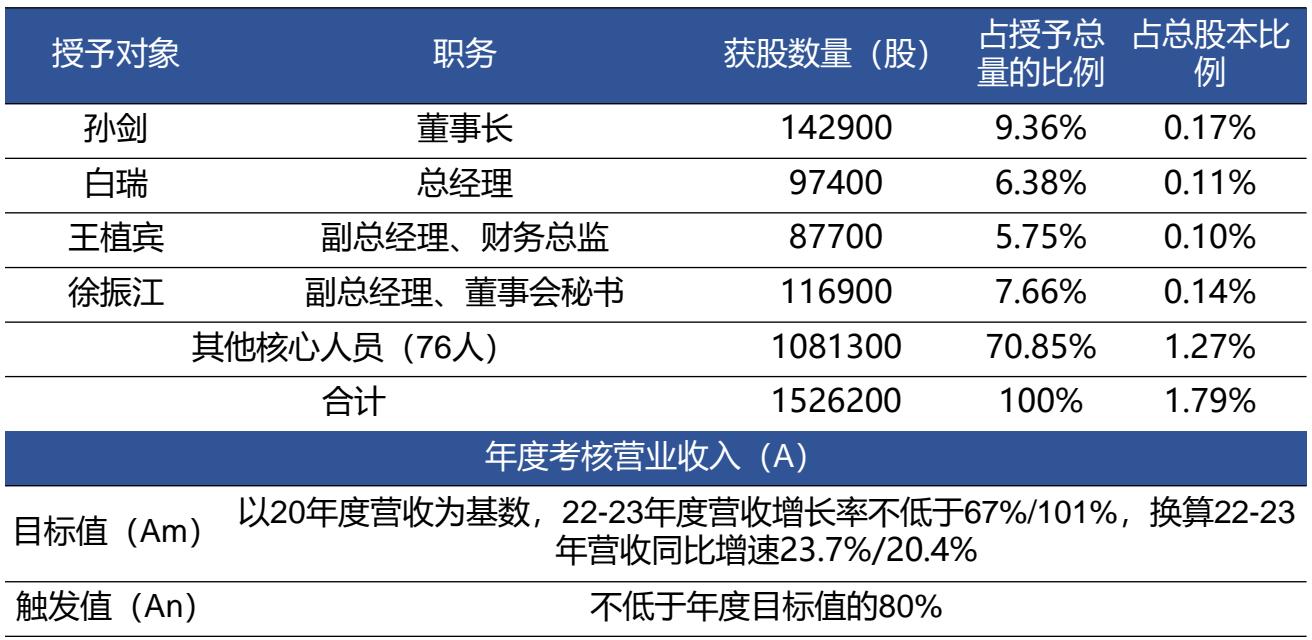 授予对象 职务 获股数量（股） 占授予总量的比例 占总股本比例
孙剑 董事长 142900 9.36% 0.17%
白瑞 总经理 97400 6.38% 0.11%
王植宾 副总经理、财务总监 87700 5.75% 0.10%
徐振江 副总经理、董事会秘书 116900 7.66% 0.14%
其他核心人员（76人） 1081300 70.85% 1.27%
合计 1526200 100% 1.79%
年度考核营业收入（A）
目标值（Am） 以20年度营收为基数，22-23年度营收增长率不低于67%/101%，换算22-23
年营收同比增速23.7%/20.4%
触发值（An） 不低于年度目标值的80%